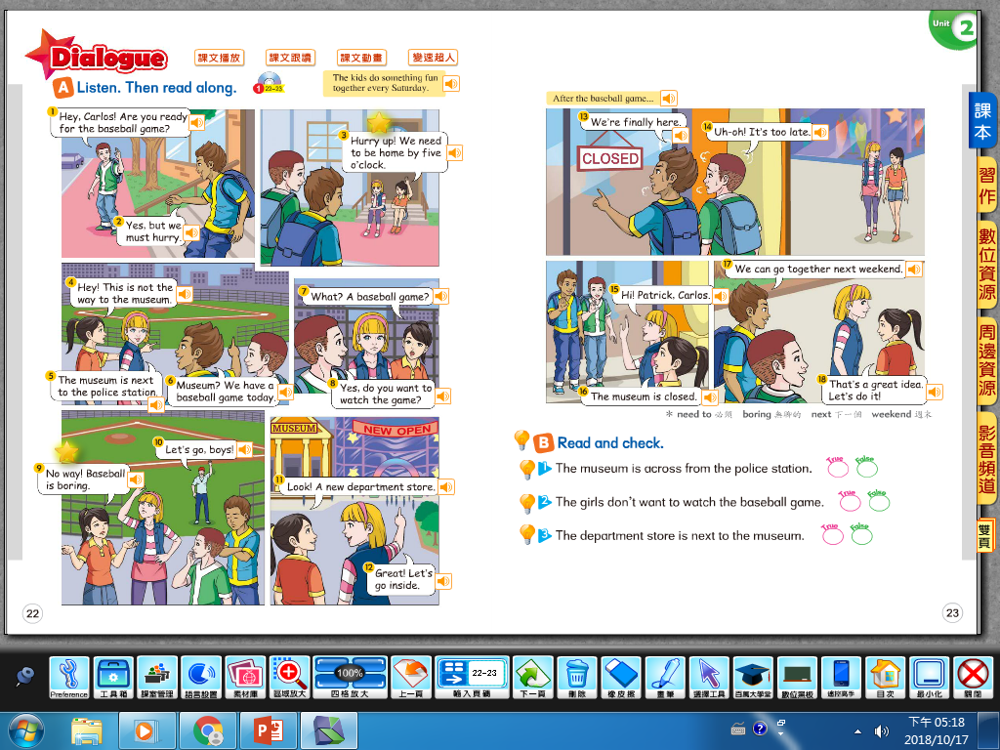 Unit 2
Dialogue
課文播放
課文跟讀
課文動畫
變速超人
A Listen. Then read along.
1 22-23
The kids do something fun
together every Saturday.
1 Hey, Carlos! Are you ready
for the baseball game?
2 Yes, but we
must hurry.
3 Hurry up! We need
to be home by five
o'clock.
4 Hey! This is not the
way to the museum.
5 The museum is next
to the police station.
6 Museum? We have a
baseball game today.
7 What? A baseball game?
8 Yes, do you want to
watch the game?
9 No way! Baseball
is boring.
10 Let's go, boys!
MUSEUM
NEW OPEN
11 Look! A new department store.
12 Great! Let's
go inside.
22
After the baseball game...
13 We're finally here.
CLOSED
14 Uh-oh! It's too late.
15 Hi! Patrick, Carlos.
16 The museum is closed.
17 We can go together next weekend.
18 That's a great idea.
Let's do it!
* need to 必須 boring 無聊的 next 下一個 weekend 週末
B Read and check.
1 The museum is across from the police station. True False
2 The girls don't want to watch the baseball game. True False
3 The department store is next to the museum. True False
23
課本
習作
數位資源
周邊資源
影音頻道
雙頁
Preference
工具箱
課室管理
語言設置
素材庫
區域放大
100%
四格放大
上一頁
22-23
輸入頁碼
下一頁
刪除
橡皮擦
畫筆
選擇工具
百萬大學堂
數位黑板
遙控高手
目次
最小化
關閉
下午 05:18
2018/10/17